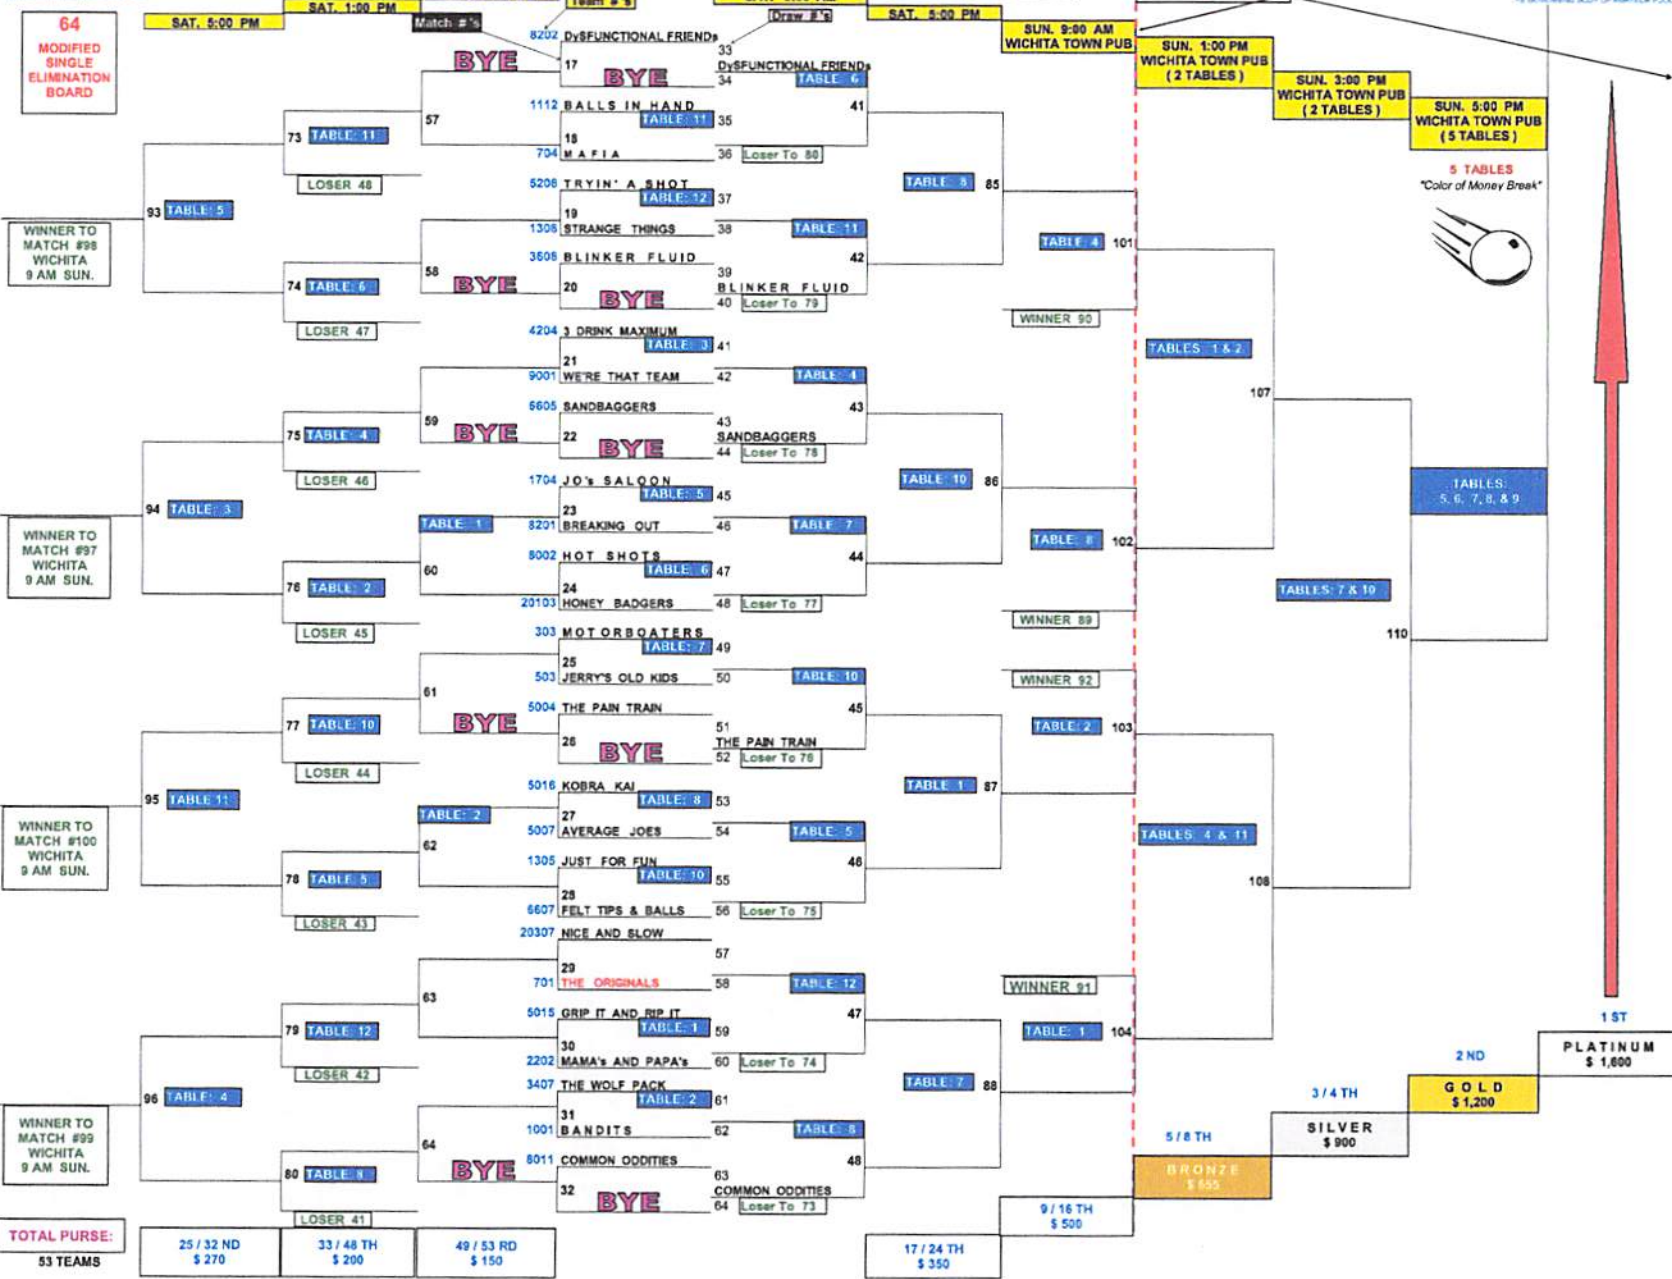 SAT. 5:00 PM
SAT. 1:00 PM
Match #'s
Team #'s
Draw #'s
SAT. 5:00 PM
SUN. 9:00 AM
WICHITA TOWN PUB
SUN. 1:00 PM
WICHITA TOWN PUB
( 2 TABLES )
SUN. 3:00 PM
WICHITA TOWN PUB
( 2 TABLES )
SUN. 5:00 PM
WICHITA TOWN PUB
( 5 TABLES )
64
MODIFIED
SINGLE
ELIMINATION
BOARD
5 TABLES
"Color of Money Break"
93 TABLE: 5
WINNER TO
MATCH #98
WICHITA
9 AM SUN.
94 TABLE: 3
WINNER TO
MATCH #97
WICHITA
9 AM SUN.
95 TABLE 11
WINNER TO
MATCH #100
WICHITA
9 AM SUN.
96 TABLE: 4
WINNER TO
MATCH #99
WICHITA
9 AM SUN.
73 TABLE: 11
LOSER 48
74 TABLE: 6
LOSER 47
75 TABLE: 4
LOSER 46
76 TABLE: 2
LOSER 45
77 TABLE: 10
LOSER 44
78 TABLE: 5
LOSER 43
79 TABLE: 12
LOSER 42
80 TABLE: 8
LOSER 41
BYE
57
58
BYE
59
BYE
TABLE: 1
60
61
BYE
TABLE: 2
62
63
64
BYE
8202 DySFUNCTIONAL FRIENDs 33
17 BYE
DySFUNCTIONAL FRIENDs
34 TABLE: 6
1112 BALLS IN HAND
TABLE: 11 35
41
18
704 MAFIA 36 Loser To 80
5206 TRYIN' A SHOT
TABLE: 12 37
19
1306 STRANGE THINGS 38 TABLE: 11
3606 BLINKER FLUID 39
42
20 BYE
BLINKER FLUID
40 Loser To 79
4204 3 DRINK MAXIMUM
TABLE: 3 41
21
9001 WE'RE THAT TEAM 42 TABLE: 4
5605 SANDBAGGERS 43
43
22 BYE
SANDBAGGERS
44 Loser To 78
1704 JO's SALOON
TABLE: 5 45
23
8201 BREAKING OUT 46 TABLE: 7
8002 HOT SHOTS
44
TABLE: 6 47
24
20103 HONEY BADGERS 48 Loser To 77
303 MOTORBOATERS
TABLE: 7 49
25
503 JERRY'S OLD KIDS 50 TABLE: 10
5004 THE PAIN TRAIN 51
45
26 BYE
THE PAIN TRAIN
52 Loser To 76
5016 KOBRA KAI
TABLE: 8 53
27
5007 AVERAGE JOES 54 TABLE: 5
1305 JUST FOR FUN
46
TABLE: 10 55
28
6607 FELT TIPS & BALLS 56 Loser To 75
20307 NICE AND SLOW
57
29
701 THE ORIGINALS 58 TABLE: 12
5015 GRIP IT AND RIP IT
47
TABLE: 1 59
30
2202 MAMA's AND PAPA's 60 Loser To 74
3407 THE WOLF PACK
TABLE: 2 61
31
1001 BANDITS 62 TABLE: 8
8011 COMMON ODDITIES
48
63
32 BYE
COMMON ODDITIES
64 Loser To 73
TABLE: 8 85
TABLE: 10 86
TABLE 1 87
TABLE: 7 88
TABLE: 4 101
WINNER 90
TABLE: 8 102
WINNER 89
WINNER 92
TABLE: 2 103
WINNER 91
TABLE: 1 104
TABLES: 1 & 2
107
TABLES: 4 & 11
108
TABLES: 7 & 10
110
TABLES:
5, 6, 7, 8, & 9
1 ST
PLATINUM
$ 1,600
2 ND
GOLD
$ 1,200
3 / 4 TH
SILVER
$ 900
5 / 8 TH
BRONZE
9 / 16 TH
$ 500
17 / 24 TH
$ 350
TOTAL PURSE:
53 TEAMS
25 / 32 ND
$ 270
33 / 48 TH
$ 200
49 / 53 RD
$ 150